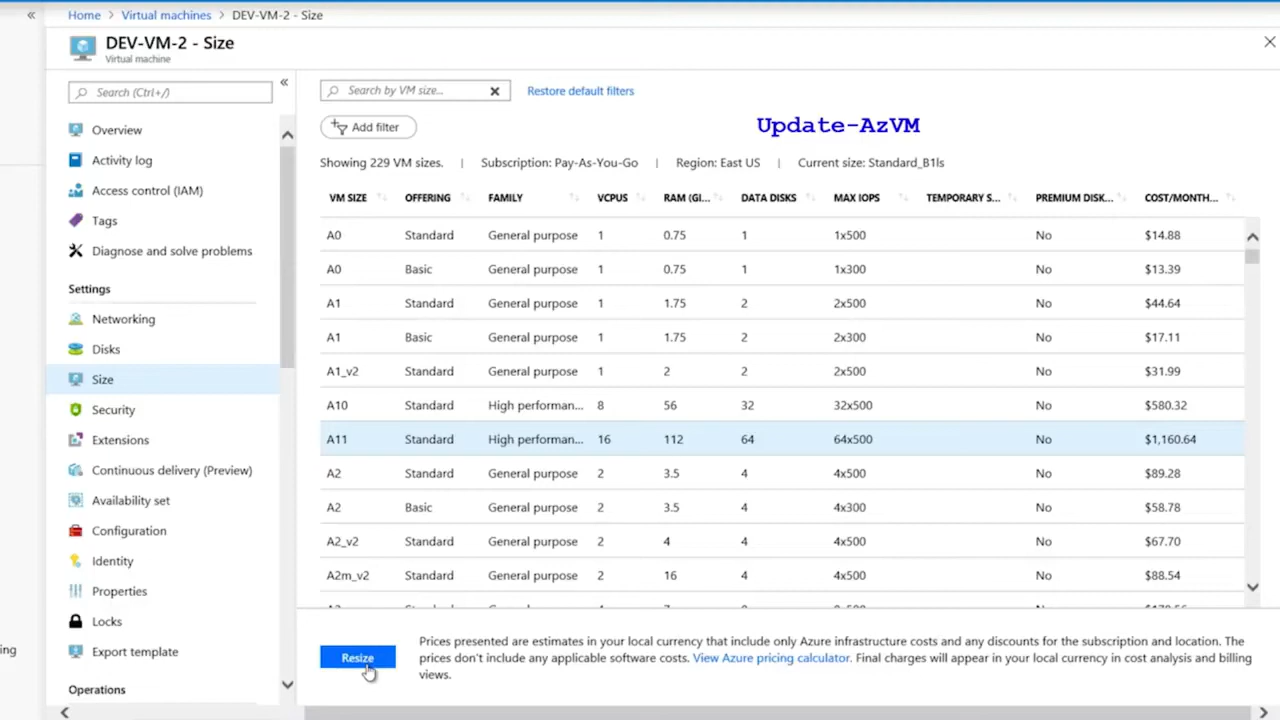 Home > Virtual machines > DEV-VM-2 - Size
DEV-VM-2 - Size
Virtual machine
Search (Ctrl+/)
Overview
Activity log
Access control (IAM)
Tags
Diagnose and solve problems
Settings
Networking
Disks
Size
Security
Extensions
Continuous delivery (Preview)
Availability set
Configuration
Identity
Properties
Locks
Export template
Operations
ing
Search by VM size...
Restore default filters
Add filter
Update-AzVM
Showing 229 VM sizes. | Subscription: Pay-As-You-Go | Region: East US | Current size: Standard_B1ls
VM SIZE OFFERING FAMILY VCPUS RAM (GI... DATA DISKS MAX IOPS TEMPORARY S... PREMIUM DISK... COST/MONTH...
A0 Standard General purpose 1 0.75 1 1x500 No $14.88
A0 Basic General purpose 1 0.75 1 1x300 No $13.39
A1 Standard General purpose 1 1.75 2 2x500 No $44.64
A1 Basic General purpose 1 1.75 2 2x300 No $17.11
A1_v2 Standard General purpose 1 2 2 2x500 No $31.99
A10 Standard High performan... 8 56 32 32x500 No $580.32
A11 Standard High performan... 16 112 64 64x500 No $1,160.64
A2 Standard General purpose 2 3.5 4 4x500 No $89.28
A2 Basic General purpose 2 3.5 4 4x300 No $58.78
A2_v2 Standard General purpose 2 4 4 4x500 No $67.70
A2m_v2 Standard General purpose 2 16 4 4x500 No $88.54
Resize
Prices presented are estimates in your local currency that include only Azure infrastructure costs and any discounts for the subscription and location. The
prices don't include any applicable software costs. View Azure pricing calculator. Final charges will appear in your local currency in cost analysis and billing
views.